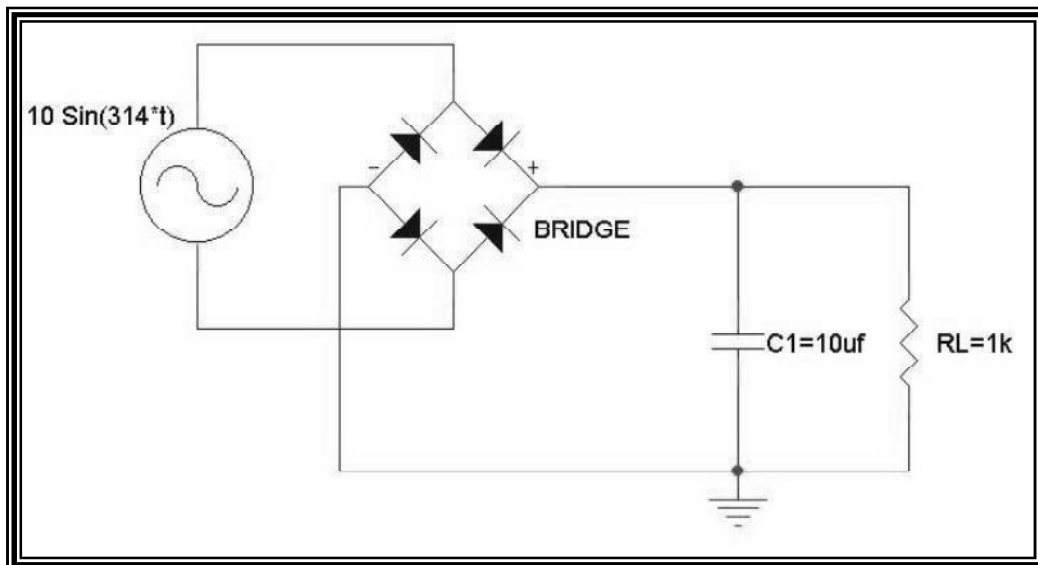 10 Sin(314*t)
- +
BRIDGE
C1=10uf
RL=1k